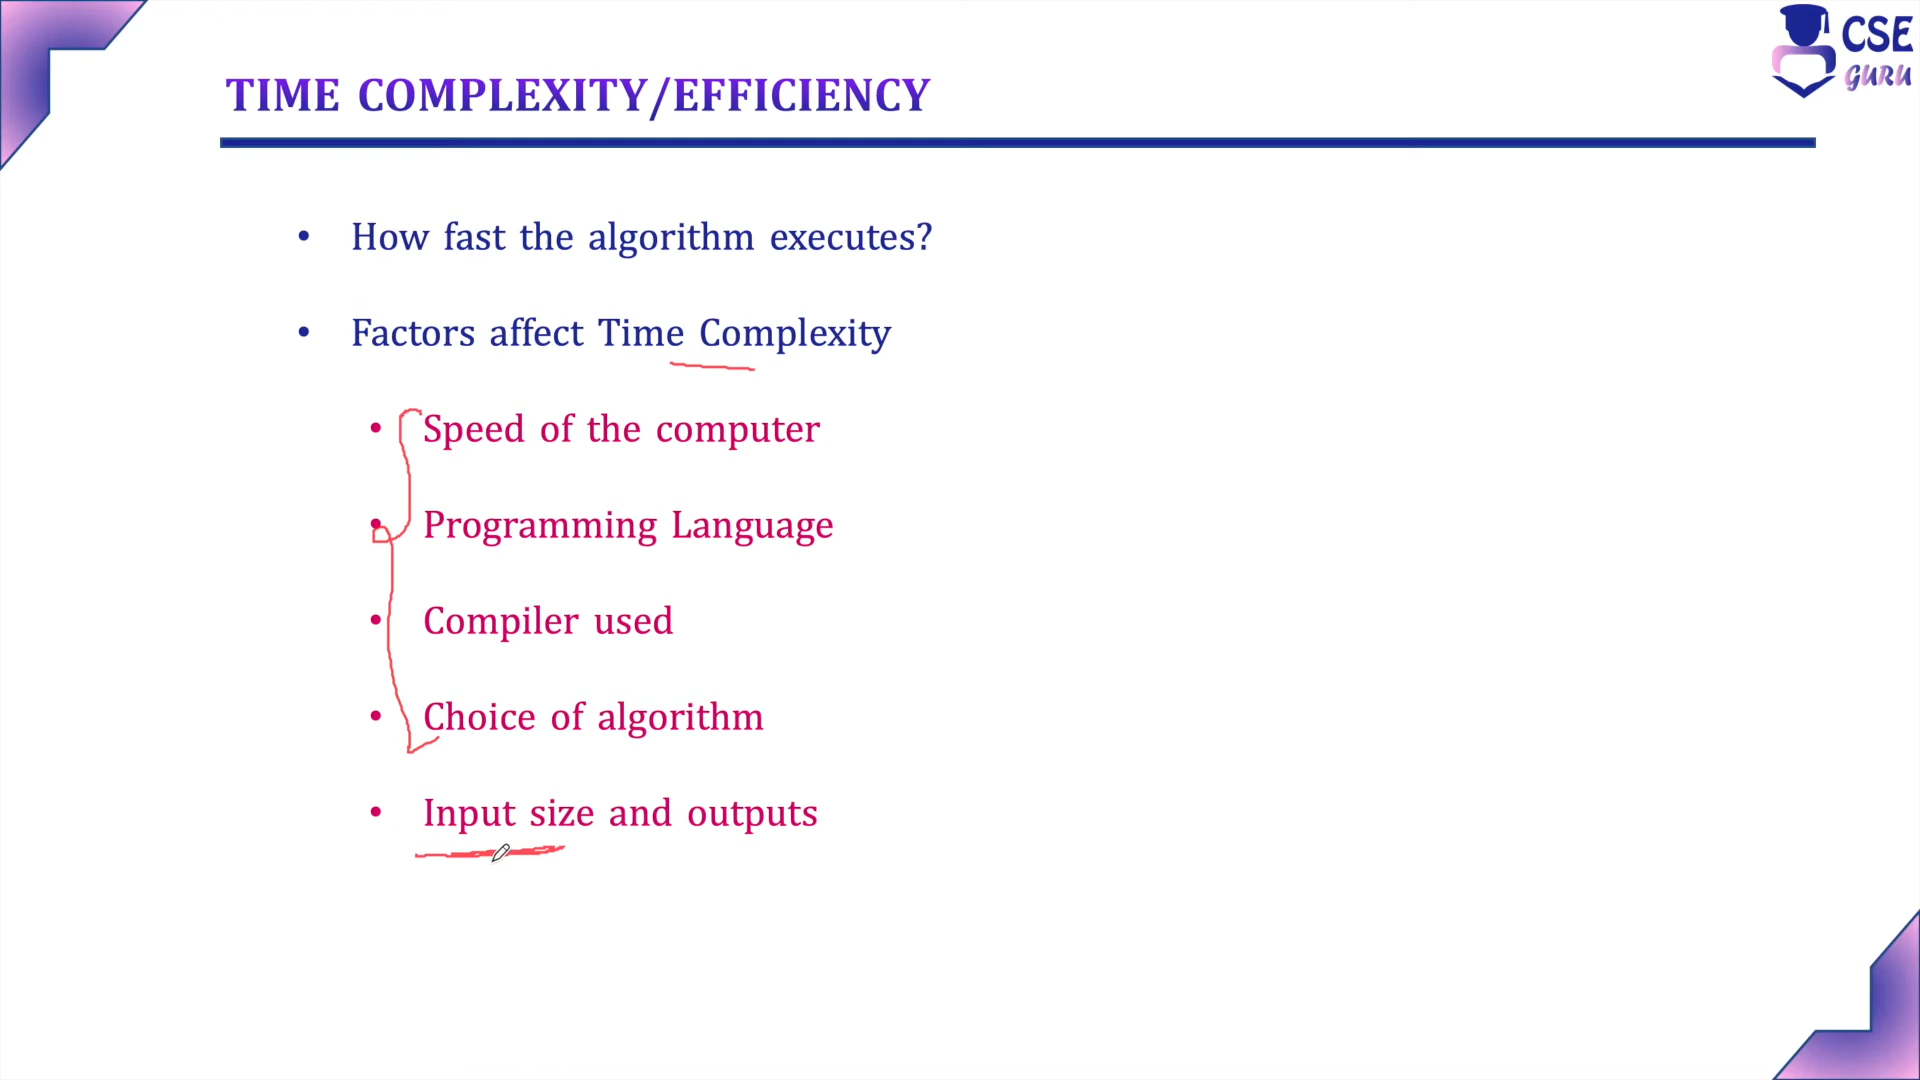 CSE
GURU
TIME COMPLEXITY/EFFICIENCY
• How fast the algorithm executes?
• Factors affect Time Complexity
• Speed of the computer
• Programming Language
• Compiler used
• Choice of algorithm
• Input size and outputs